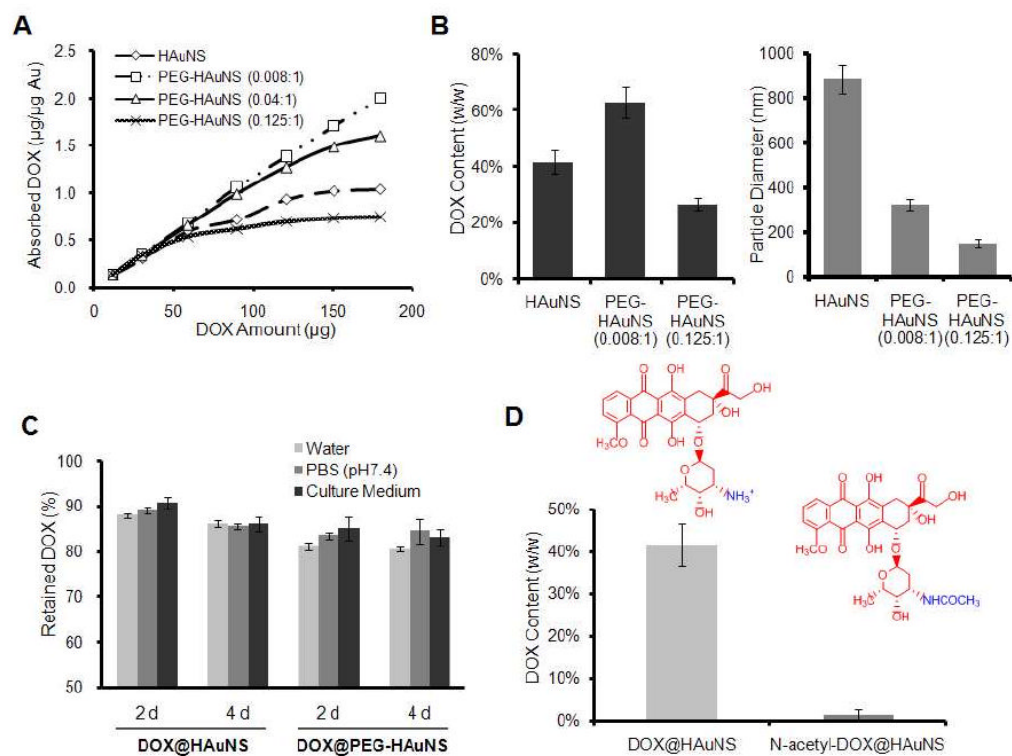 A
Absorbed DOX (μg/μg Au)
2.5
2.0
1.5
1.0
0.5
0.0
0
50
100
150
200
DOX Amount (μg)
HAuNS
PEG-HAuNS (0.008:1)
PEG-HAuNS (0.04:1)
PEG-HAuNS (0.125:1)
B
DOX Content (w/w)
80%
60%
40%
20%
0%
HAuNS
PEG-
HAuNS
(0.008:1)
PEG-
HAuNS
(0.125:1)
Particle Diameter (nm)
1000
800
600
400
200
0
HAuNS
PEG-
HAuNS
(0.008:1)
PEG-
HAuNS
(0.125:1)
C
Retained DOX (%)
100
90
80
70
60
50
Water
PBS (pH7.4)
Culture Medium
2 d
4 d
2 d
4 d
DOX@HAuNS
DOX@PEG-HAuNS
D
O
OH
O
OH
OH
H₃CO
O
OH
O
O
H₃C
NH₃⁺
OH
O
OH
O
OH
OH
H₃CO
O
OH
O
O
H₃C
NHCOCH₃
OH
DOX Content (w/w)
50%
40%
30%
20%
10%
0%
DOX@HAuNS
N-acetyl-DOX@HAuNS